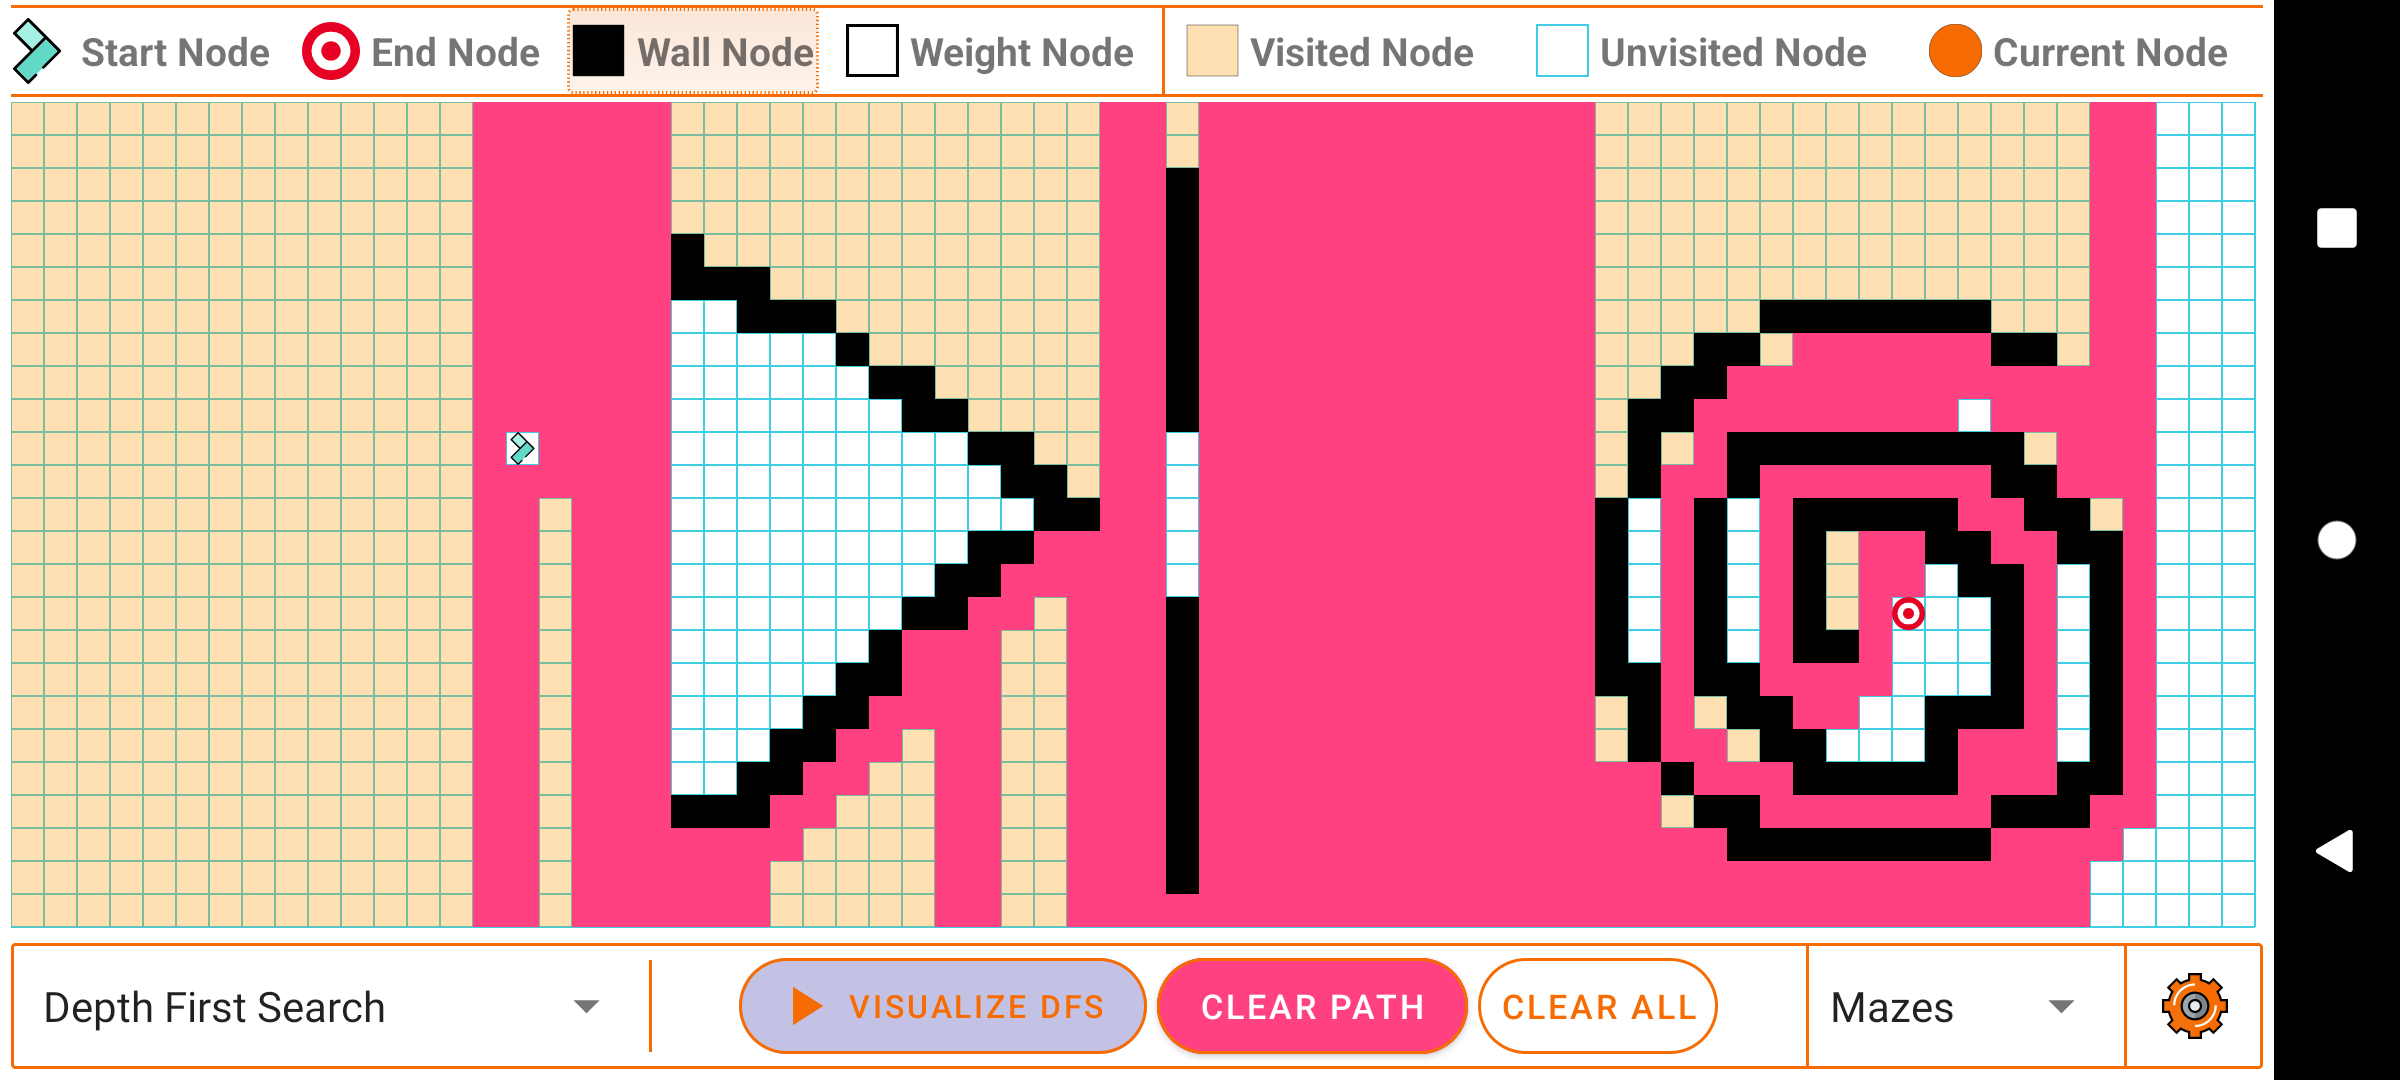 Start Node End Node Wall Node Weight Node Visited Node Unvisited Node Current Node
Depth First Search VISUALIZE DFS CLEAR PATH CLEAR ALL Mazes